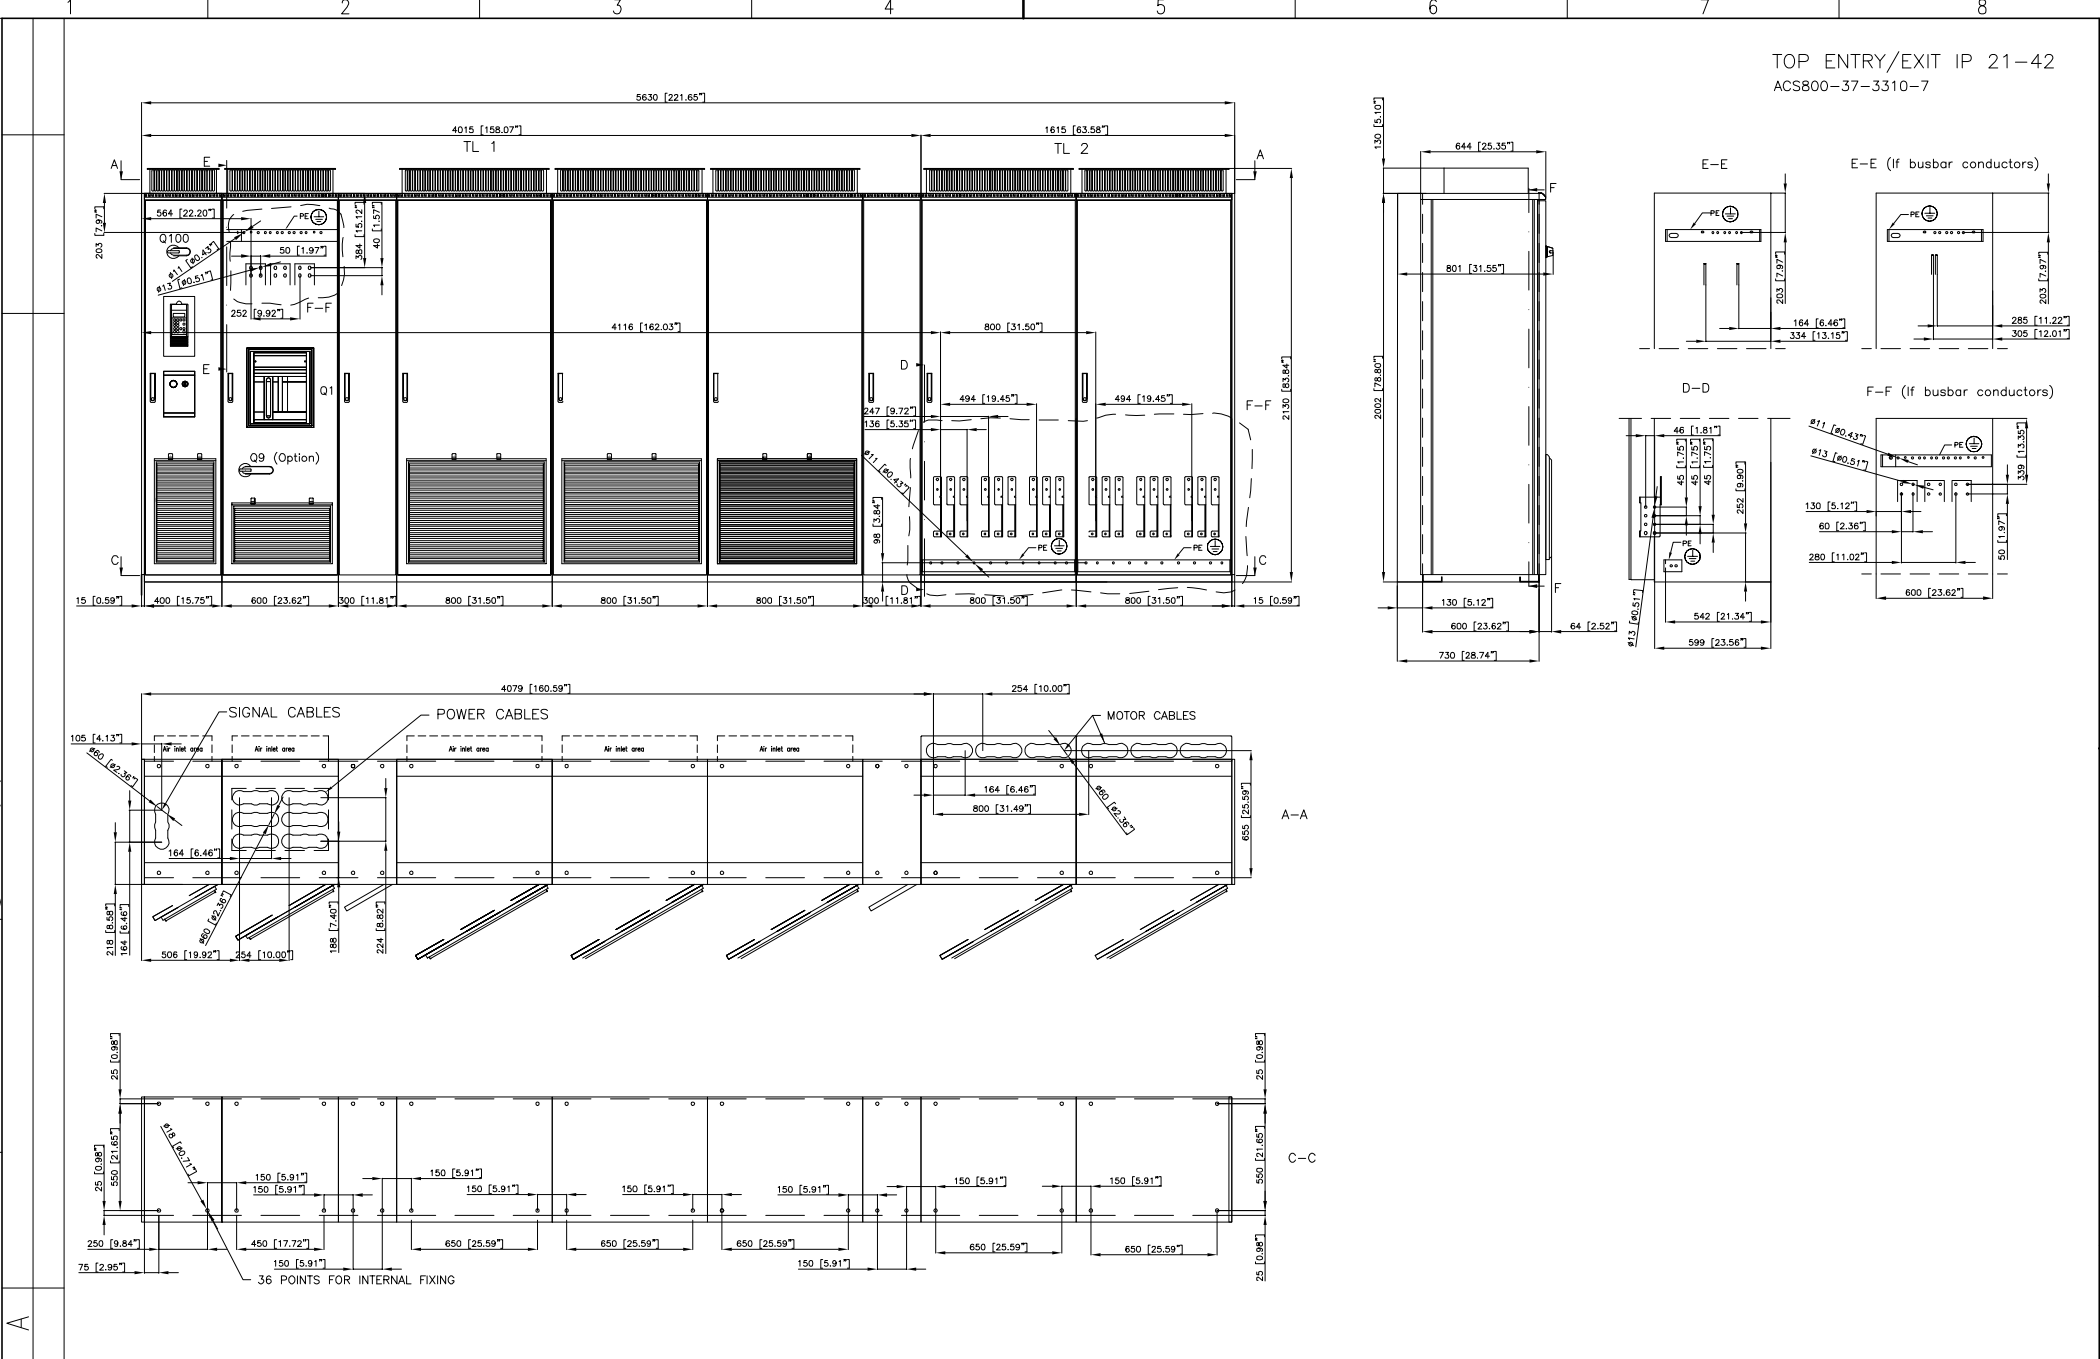 1 2 3 4 5 6 7 8
TOP ENTRY/EXIT IP 21-42
ACS800-37-3310-7
5630 [221.65"]
4015 [158.07"]
1615 [63.58"]
TL 1
TL 2
A
E
A
203 [7.97"]
564 [22.20"]
PE
384 [15.12"]
40 [1.57"]
Q100
50 [1.97"]
ø11 [ø0.43"]
ø13 [ø0.51"]
F-F
252 [9.92"]
4116 [162.03"]
800 [31.50"]
E
D
Q1
494 [19.45"]
494 [19.45"]
247 [9.72"]
136 [5.35"]
F-F
2130 [83.84"]
Q9 (Option)
ø11 [ø0.43"]
98 [3.84"]
PE
PE
C
C
D
15 [0.59"]
400 [15.75"]
600 [23.62"]
300 [11.81"]
800 [31.50"]
800 [31.50"]
800 [31.50"]
300 [11.81"]
800 [31.50"]
800 [31.50"]
15 [0.59"]
130 [5.10"]
644 [25.35"]
F
801 [31.55"]
2002 [78.80"]
F
130 [5.12"]
600 [23.62"]
64 [2.52"]
730 [28.74"]
E-E
PE
203 [7.97"]
164 [6.46"]
334 [13.15"]
E-E (If busbar conductors)
PE
203 [7.97"]
285 [11.22"]
305 [12.01"]
D-D
46 [1.81"]
45 [1.75"]
45 [1.75"]
45 [1.75"]
252 [9.90"]
PE
ø13 [ø0.51"]
542 [21.34"]
599 [23.56"]
F-F (If busbar conductors)
ø11 [ø0.43"]
PE
ø13 [ø0.51"]
339 [13.35"]
130 [5.12"]
60 [2.36"]
280 [11.02"]
50 [1.97"]
600 [23.62"]
4079 [160.59"]
254 [10.00"]
SIGNAL CABLES
POWER CABLES
MOTOR CABLES
105 [4.13"]
Air inlet area
Air inlet area
Air inlet area
Air inlet area
Air inlet area
ø60 [ø2.36"]
164 [6.46"]
800 [31.49"]
ø60 [ø2.36"]
655 [25.59"]
A-A
164 [6.46"]
218 [8.58"]
164 [6.46"]
ø60 [ø2.36"]
188 [7.40"]
224 [8.82"]
506 [19.92"]
254 [10.00"]
25 [0.98"]
25 [0.98"]
25 [0.98"]
550 [21.65"]
ø18 [ø0.71"]
550 [21.65"]
C-C
150 [5.91"]
150 [5.91"]
150 [5.91"]
150 [5.91"]
150 [5.91"]
150 [5.91"]
150 [5.91"]
150 [5.91"]
250 [9.84"]
450 [17.72"]
650 [25.59"]
650 [25.59"]
650 [25.59"]
650 [25.59"]
650 [25.59"]
75 [2.95"]
150 [5.91"]
150 [5.91"]
25 [0.98"]
36 POINTS FOR INTERNAL FIXING
A